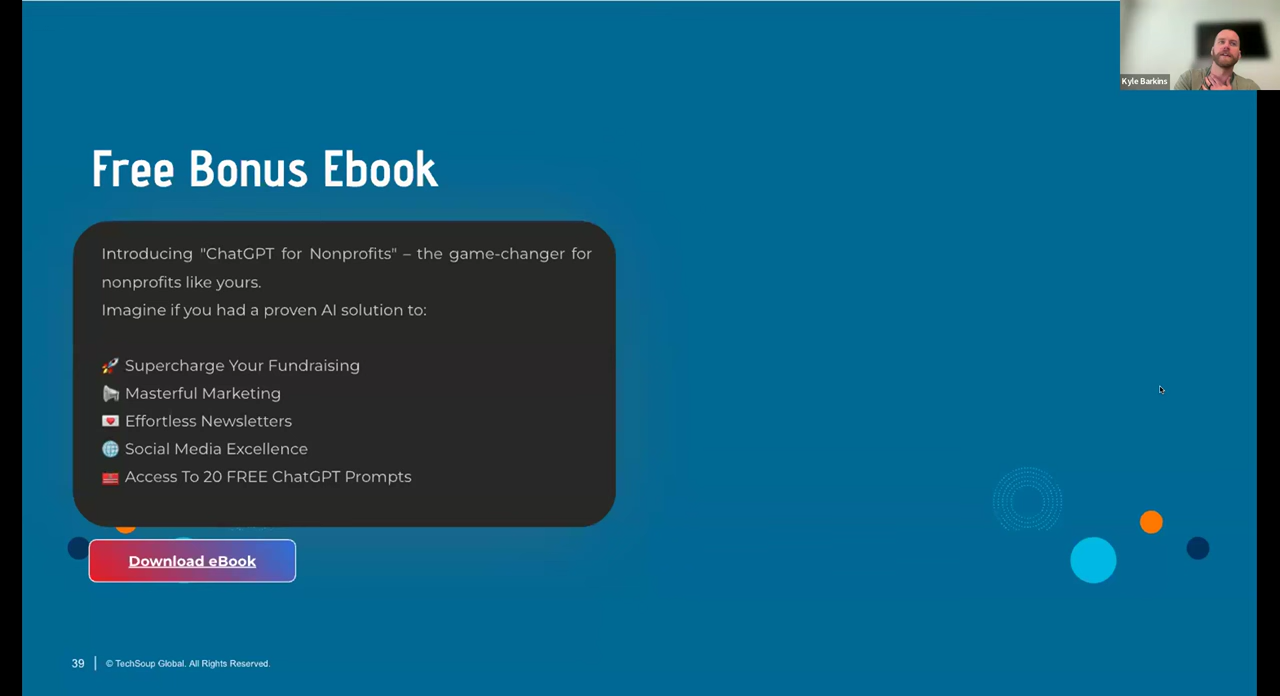 Kyle Barkins
Free Bonus Ebook
Introducing "ChatGPT for Nonprofits" – the game-changer for
nonprofits like yours.
Imagine if you had a proven AI solution to:
🚀 Supercharge Your Fundraising
📢 Masterful Marketing
💌 Effortless Newsletters
🌐 Social Media Excellence
🎟 Access To 20 FREE ChatGPT Prompts
Download eBook
39 | © TechSoup Global. All Rights Reserved.